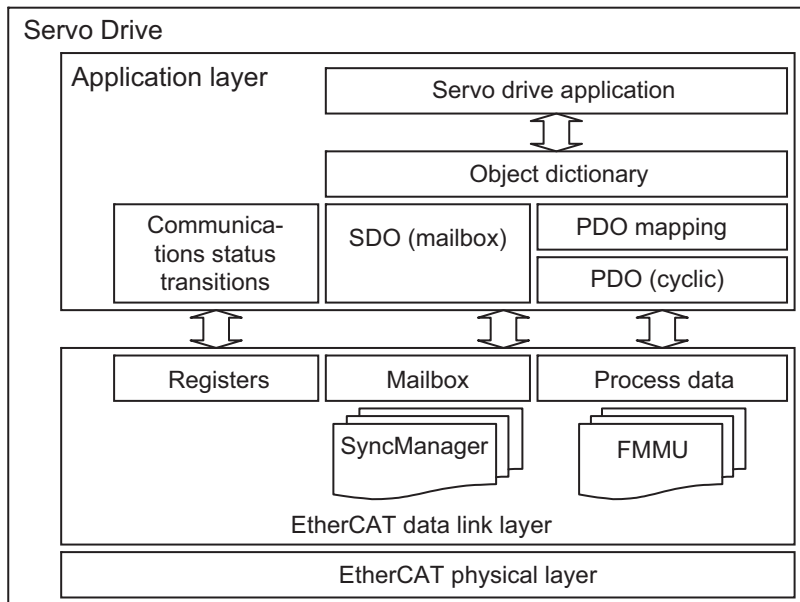 Servo Drive
Application layer
Servo drive application
Object dictionary
Communica-
tions status
transitions
SDO (mailbox)
PDO mapping
PDO (cyclic)
Registers
Mailbox
Process data
SyncManager
FMMU
EtherCAT data link layer
EtherCAT physical layer